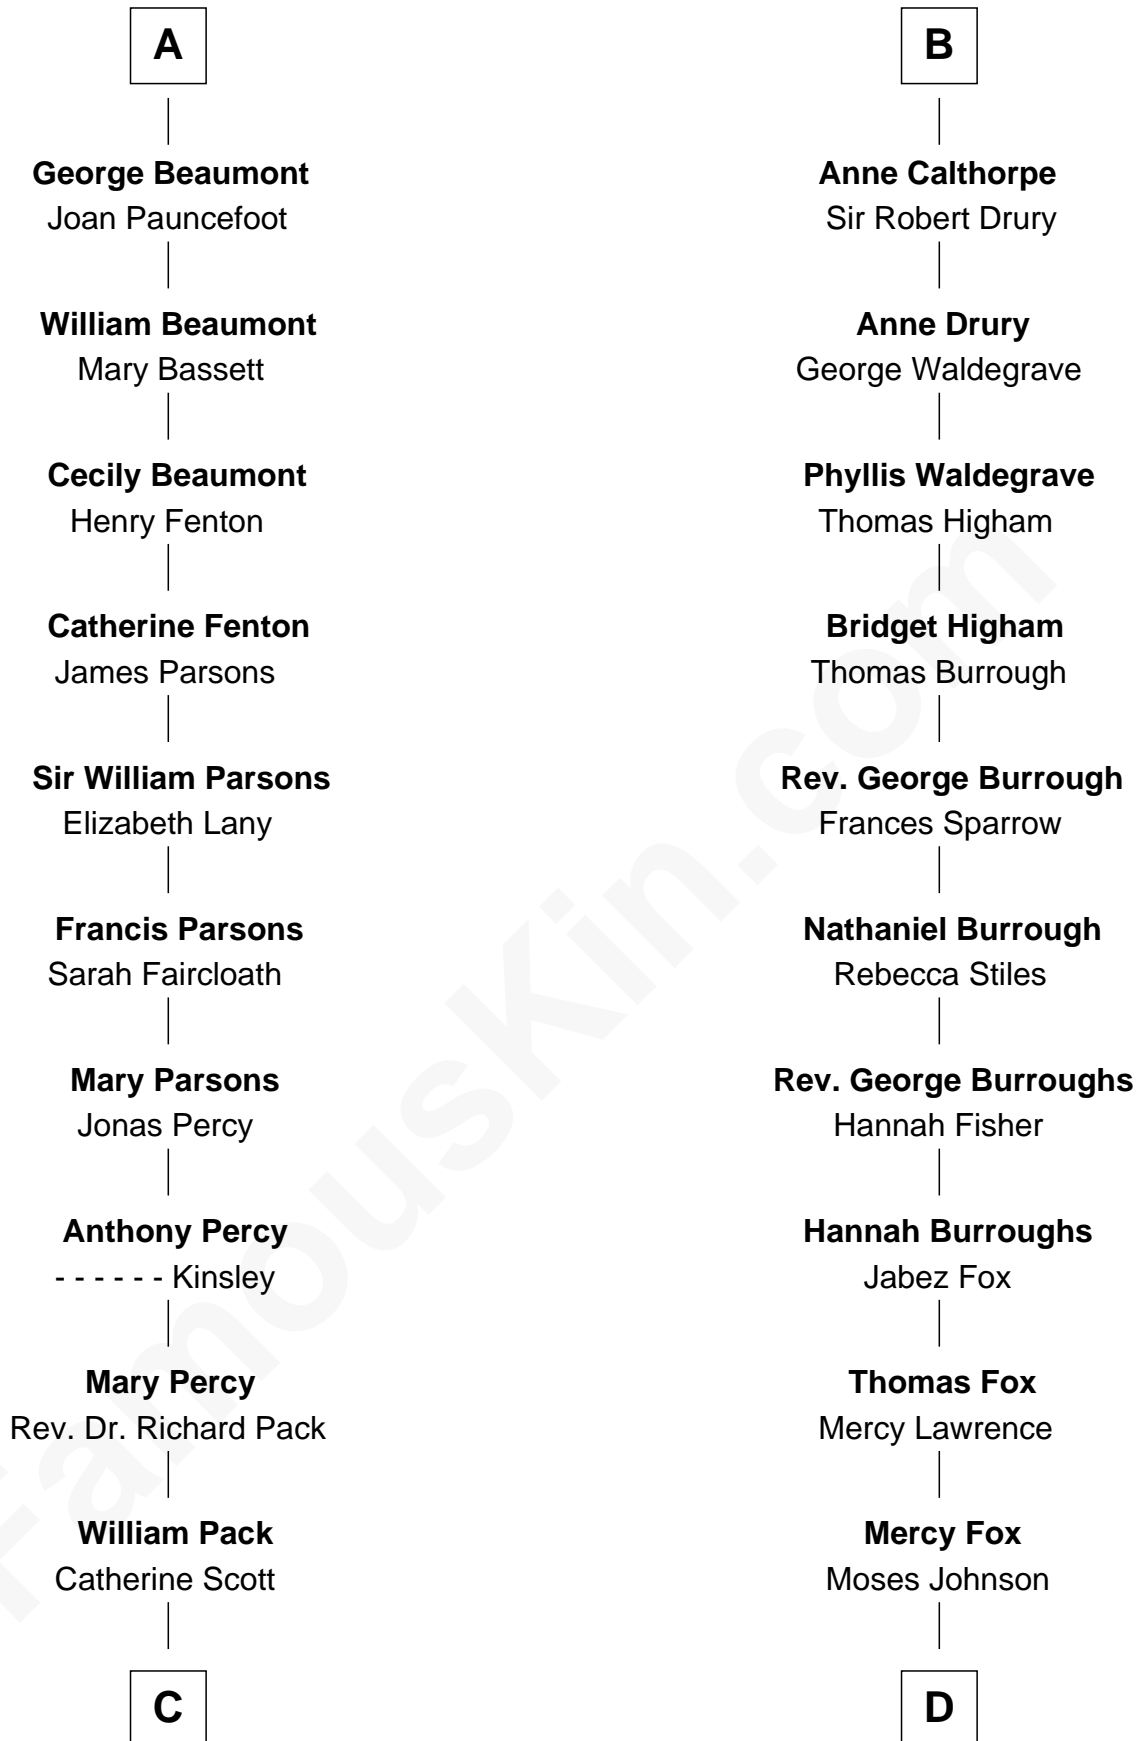 A
George Beaumont
Joan Pauncefoot
William Beaumont
Mary Bassett
Cecily Beaumont
Henry Fenton
Catherine Fenton
James Parsons
Sir William Parsons
Elizabeth Lany
Francis Parsons
Sarah Faircloath
Mary Parsons
Jonas Percy
Anthony Percy
- - - - - - Kinsley
Mary Percy
Rev. Dr. Richard Pack
William Pack
Catherine Scott
C
B
Anne Calthorpe
Sir Robert Drury
Anne Drury
George Waldegrave
Phyllis Waldegrave
Thomas Higham
Bridget Higham
Thomas Burrough
Rev. George Burrough
Frances Sparrow
Nathaniel Burrough
Rebecca Stiles
Rev. George Burroughs
Hannah Fisher
Hannah Burroughs
Jabez Fox
Thomas Fox
Mercy Lawrence
Mercy Fox
Moses Johnson
D
FamousKin.com